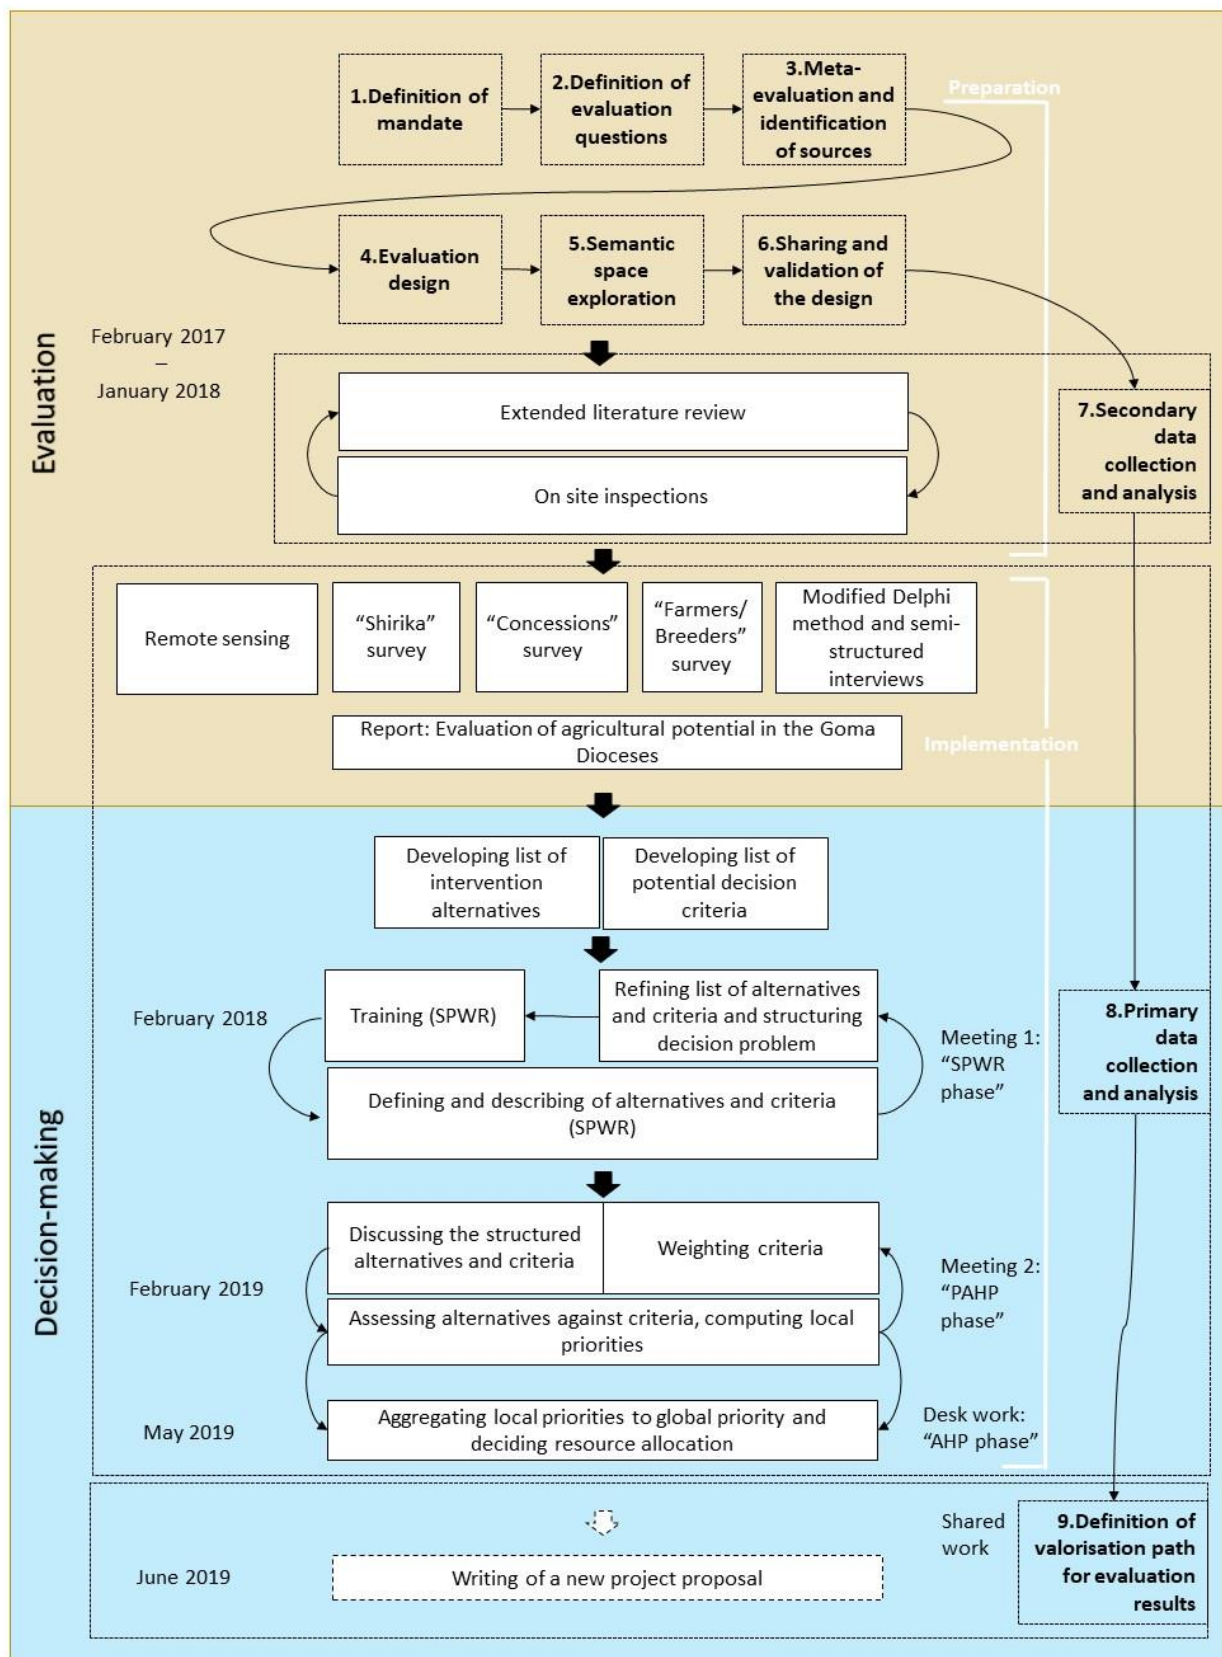 1.Definition of
mandate
2.Definition of
evaluation
questions
3.Meta-
evaluation and
identification
of sources
Preparation
4.Evaluation
design
5.Semantic
space
exploration
6.Sharing and
validation of
the design
Evaluation
February 2017
–
January 2018
Extended literature review
On site inspections
7.Secondary
data
collection
and analysis
Remote sensing
“Shirika”
survey
“Concessions”
survey
“Farmers/
Breeders”
survey
Modified Delphi
method and semi-
structured
interviews
Report: Evaluation of agricultural potential in the Goma
Dioceses
Implementation
Decision-making
Developing list of
intervention
alternatives
Developing list of
potential decision
criteria
February 2018
Training (SPWR)
Refining list of alternatives
and criteria and structuring
decision problem
Defining and describing of alternatives and criteria
(SPWR)
Meeting 1:
“SPWR
phase”
8.Primary
data
collection
and analysis
February 2019
Discussing the structured
alternatives and criteria
Weighting criteria
Assessing alternatives against criteria, computing local
priorities
Meeting 2:
“PAHP
phase”
May 2019
Aggregating local priorities to global priority and
deciding resource allocation
Desk work:
“AHP phase”
June 2019
Writing of a new project proposal
Shared
work
9.Definition of
valorisation path
for evaluation
results